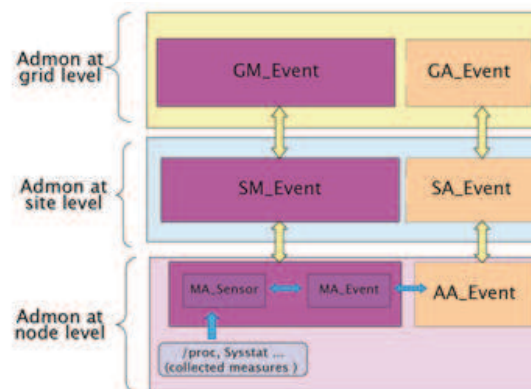 Admon at
grid level
GM_Event
GA_Event
Admon at
site level
SM_Event
SA_Event
Admon at
node level
MA_Sensor
MA_Event
AA_Event
/proc, Sysstat ...
(collected measures )